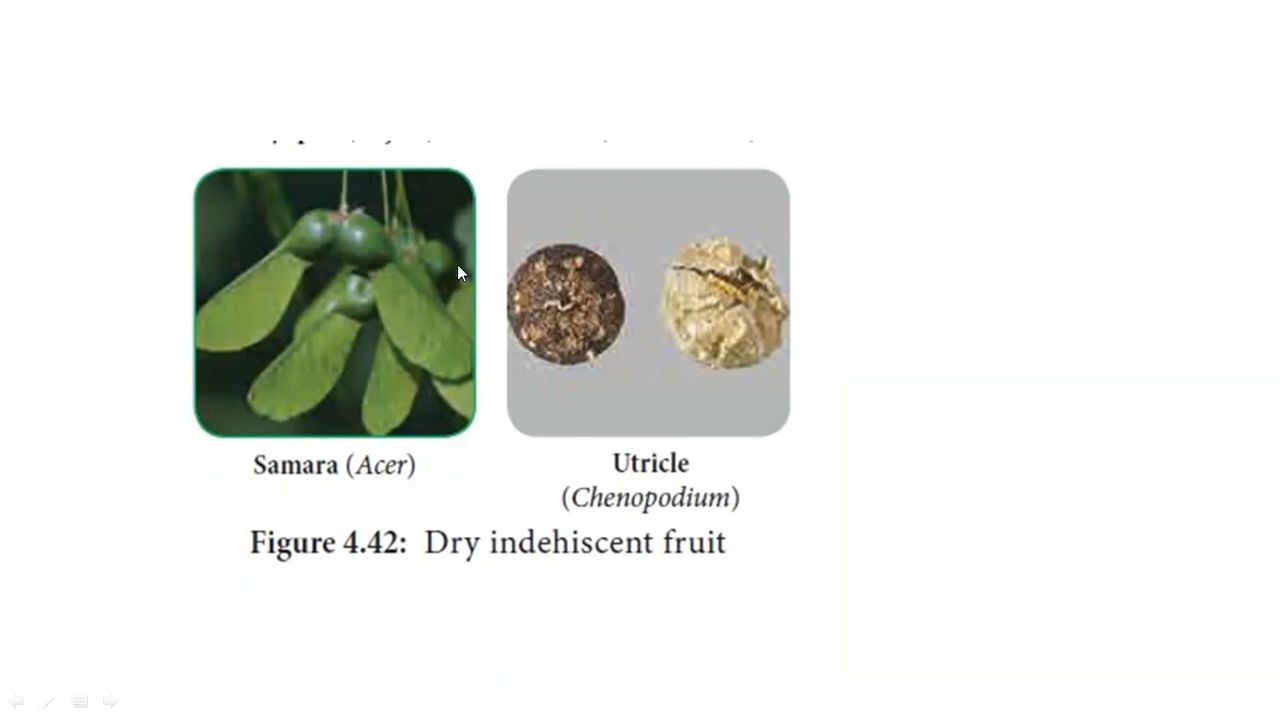 Samara (Acer)
Utricle
(Chenopodium)
Figure 4.42: Dry indehiscent fruit